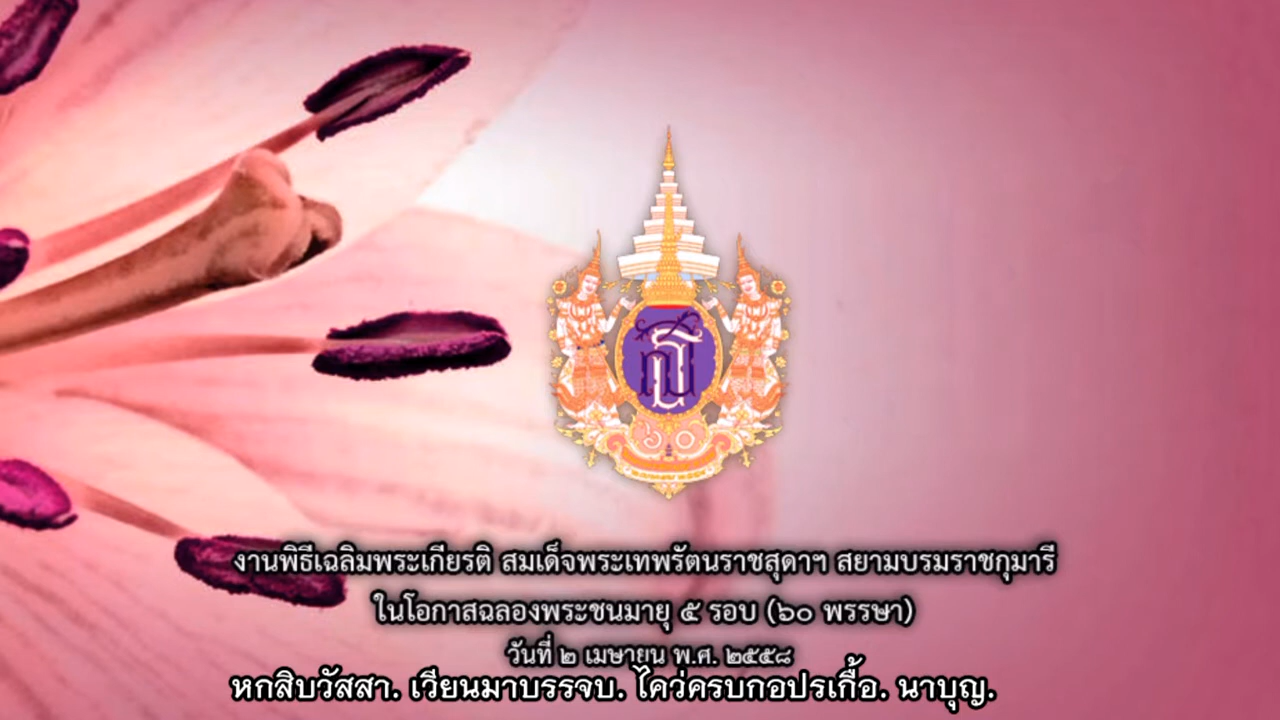 งานพิธีเฉลิมพระเกียรติ สมเด็จพระเทพรัตนราชสุดาฯ สยามบรมราชกุมารี
ในโอกาสฉลองพระชนมายุ ๕ รอบ (๖๐ พรรษา)
วันที่ ๒ เมษายน พ.ศ. ๒๕๕๘
หกสิบวัสสา. เวียนมาบรรจบ. ไคว่ครบกอปรเกื้อ. นาบุญ.